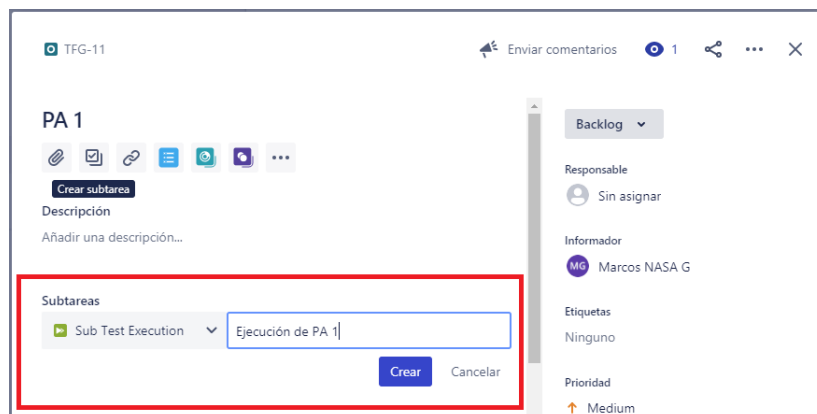 TFG-11
Enviar comentarios
1
PA 1
Crear subtarea
Descripción
Añadir una descripción...
Subtareas
Sub Test Execution
Ejecución de PA 1
Crear
Cancelar
Backlog
Responsable
Sin asignar
Informador
MG Marcos NASA G
Etiquetas
Ninguno
Prioridad
Medium